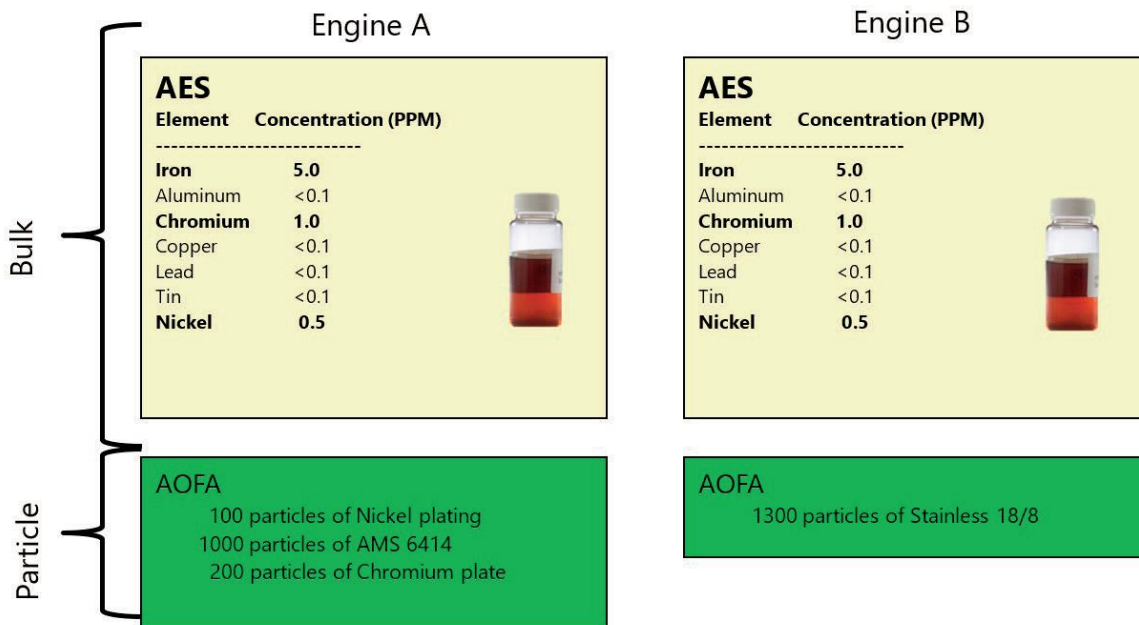 Engine A
Engine B
Bulk
AES
Element Concentration (PPM)
---------------------------
Iron 5.0
Aluminum <0.1
Chromium 1.0
Copper <0.1
Lead <0.1
Tin <0.1
Nickel 0.5
AES
Element Concentration (PPM)
---------------------------
Iron 5.0
Aluminum <0.1
Chromium 1.0
Copper <0.1
Lead <0.1
Tin <0.1
Nickel 0.5
Particle
AOFA
100 particles of Nickel plating
1000 particles of AMS 6414
200 particles of Chromium plate
AOFA
1300 particles of Stainless 18/8